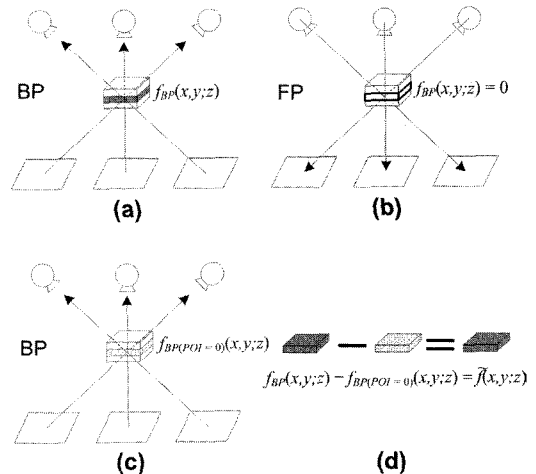 BP
f_BP(x,y;z)
(a)
FP
f_BP(x,y;z) = 0
(b)
BP
f_BP(POI = 0)(x,y;z)
(c)
f_BP(x,y;z) − f_BP(POI = 0)(x,y;z) = f̃(x,y;z)
(d)